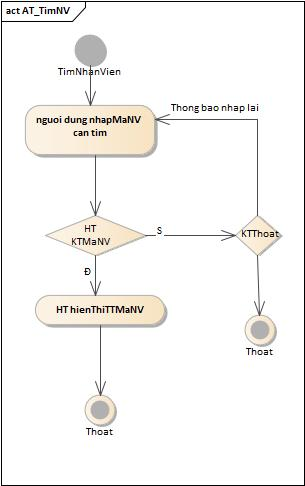 act AT_TimNV
TimNhanVien
nguoi dung nhapMaNV
can tim
Thong bao nhap lai
HT
KTMaNV
S
KTThoat
Đ
HT hienThiTTMaNV
Thoat
Thoat